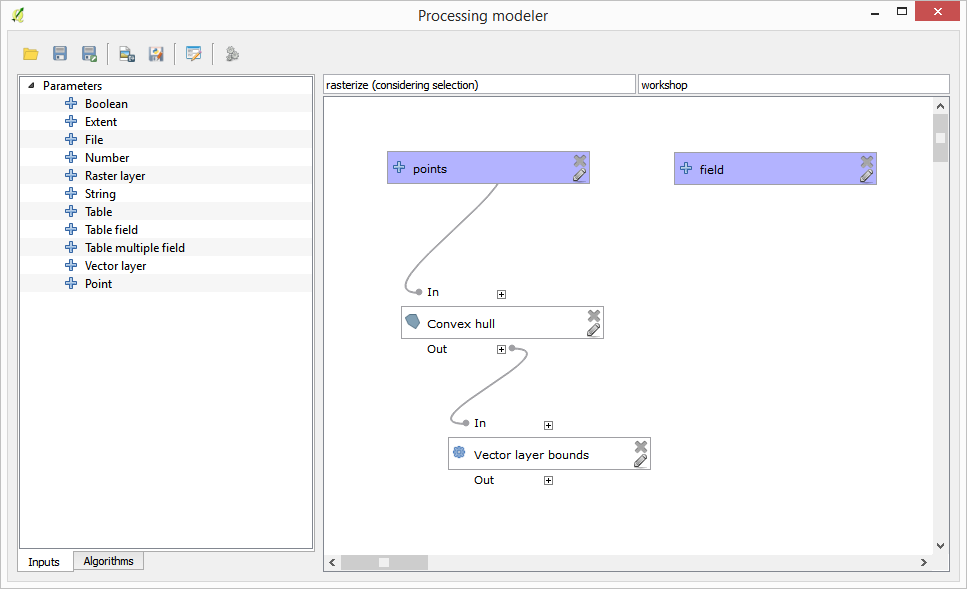 Processing modeler
rasterize (considering selection)
workshop
Parameters
Boolean
Extent
File
Number
Raster layer
String
Table
Table field
Table multiple field
Vector layer
Point
points
field
In
Convex hull
Out
In
Vector layer bounds
Out
Inputs
Algorithms